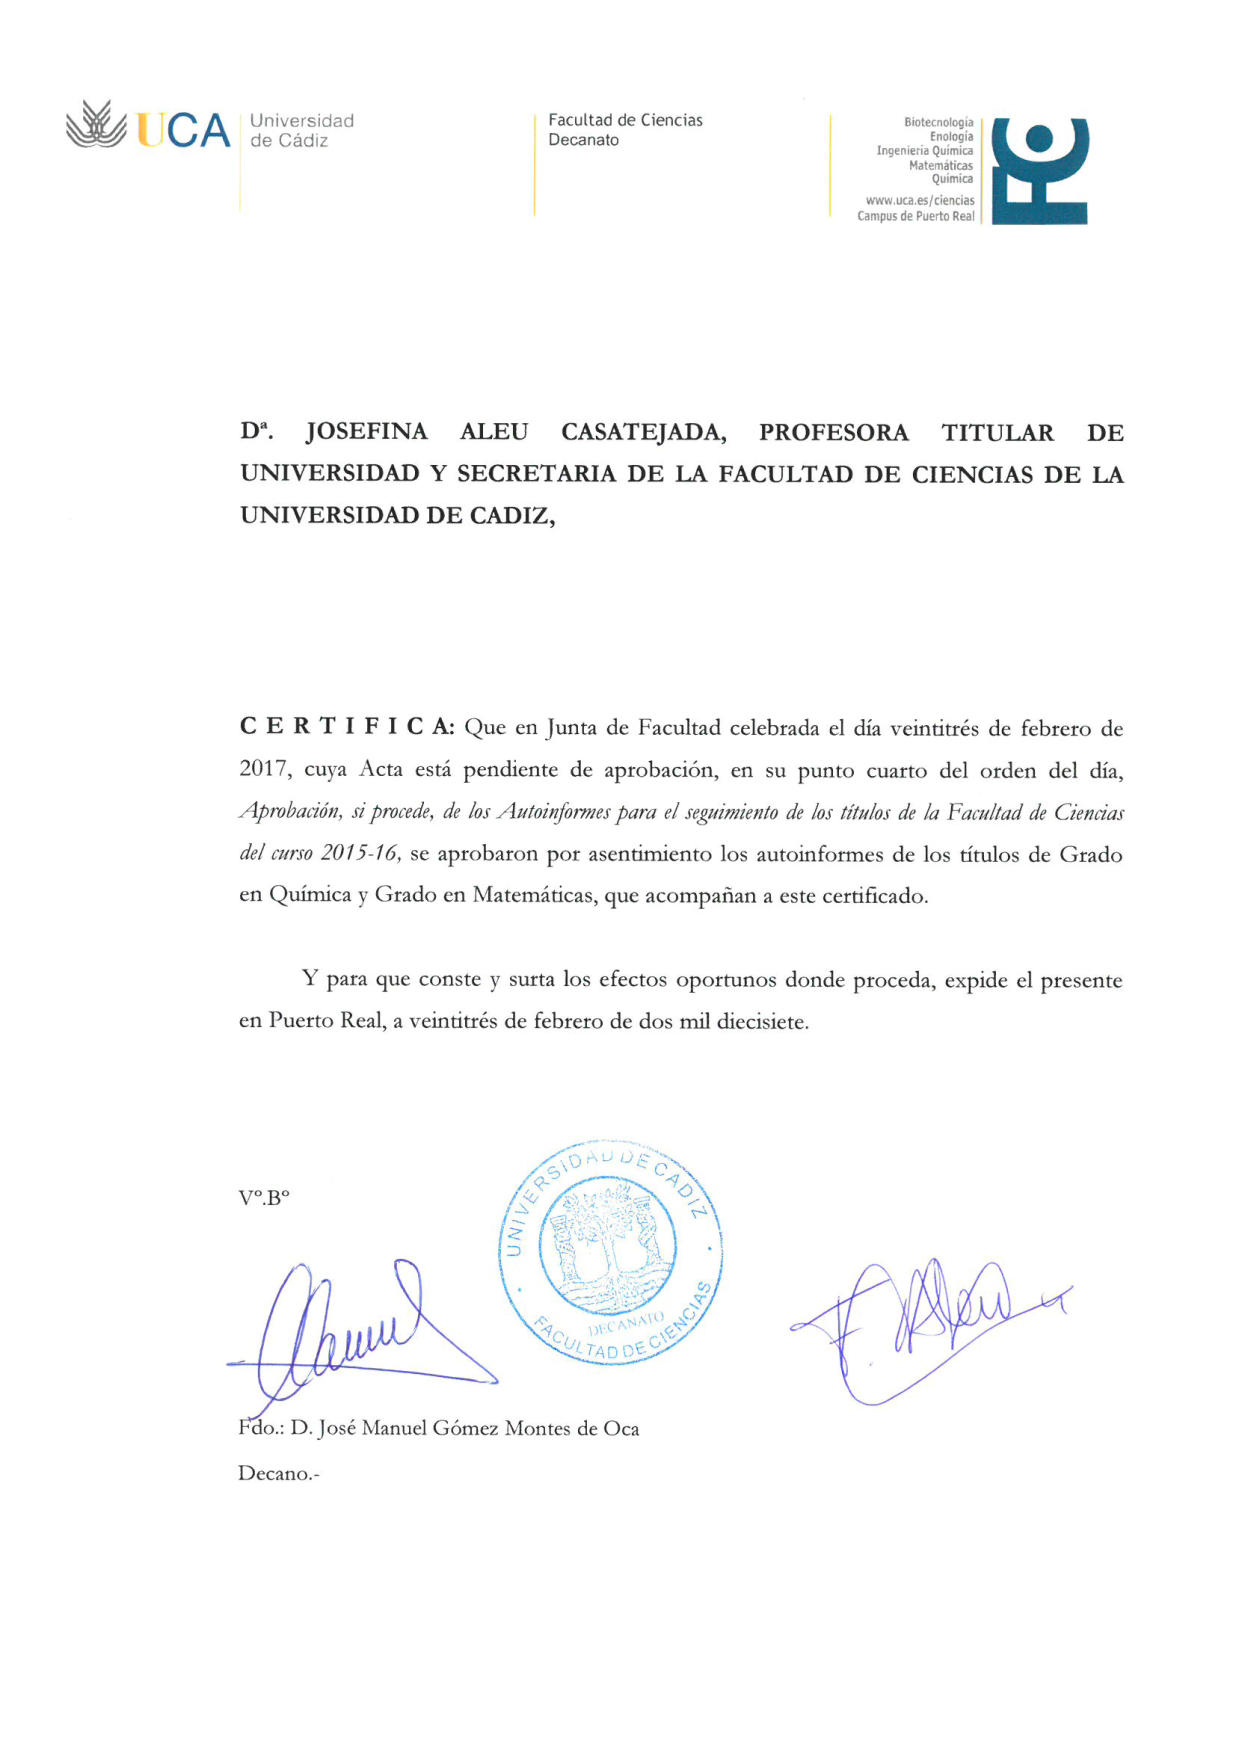 UCA
Universidad
de Cádiz
Facultad de Ciencias
Decanato
Biotecnología
Enología
Ingeniería Química
Matemáticas
Química
www.uca.es/ciencias
Campus de Puerto Real
Dª. JOSEFINA ALEU CASATEJADA, PROFESORA TITULAR DE
UNIVERSIDAD Y SECRETARIA DE LA FACULTAD DE CIENCIAS DE LA
UNIVERSIDAD DE CADIZ,
C E R T I F I C A: Que en Junta de Facultad celebrada el día veintitrés de febrero de
2017, cuya Acta está pendiente de aprobación, en su punto cuarto del orden del día,
Aprobación, si procede, de los Autoinformes para el seguimiento de los títulos de la Facultad de Ciencias
del curso 2015-16, se aprobaron por asentimiento los autoinformes de los títulos de Grado
en Química y Grado en Matemáticas, que acompañan a este certificado.
Y para que conste y surta los efectos oportunos donde proceda, expide el presente
en Puerto Real, a veintitrés de febrero de dos mil diecisiete.
Vº.Bº
UNIVERSIDAD DE CADIZ
DECANATO
FACULTAD DE CIENCIAS
Fdo.: D. José Manuel Gómez Montes de Oca
Decano.-